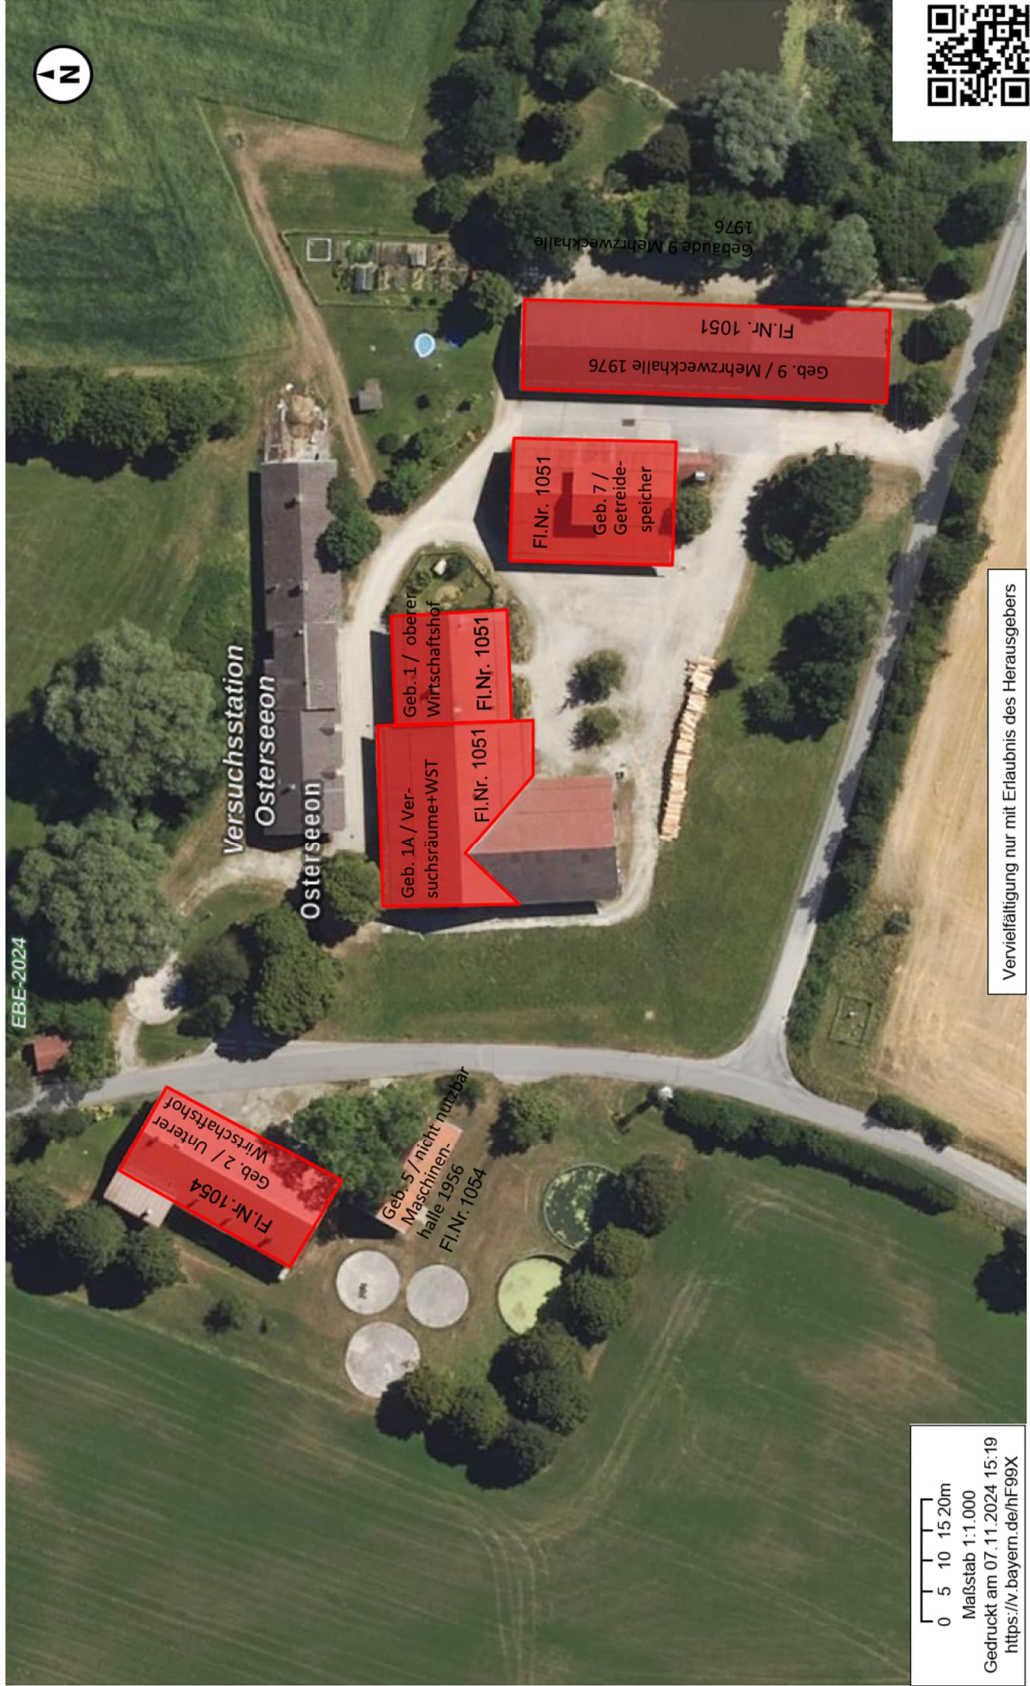 EBE-2024
Versuchsstation
Osterseeon
Osterseeon
N
Geb. 2 / Unterer
Wirtschaftshof
Fl.Nr. 1054
Geb. 5 / nicht nutzbar
Maschinen-
halle 1956
Fl.Nr. 1054
Geb. 1A / Ver-
suchsräume+WST
Fl.Nr. 1051
Geb. 1 / oberer
Wirtschaftshof
Fl.Nr. 1051
Fl.Nr. 1051
Geb. 7 /
Getreide-
speicher
Geb. 9 / Mehrzweckhalle 1976
Fl.Nr. 1051
Gebäude 9 Mehrzweckhalle
1976
0 5 10 15 20m
Maßstab 1:1.000
Gedruckt am 07.11.2024 15:19
https://v.bayern.de/hF99X
Vervielfältigung nur mit Erlaubnis des Herausgebers